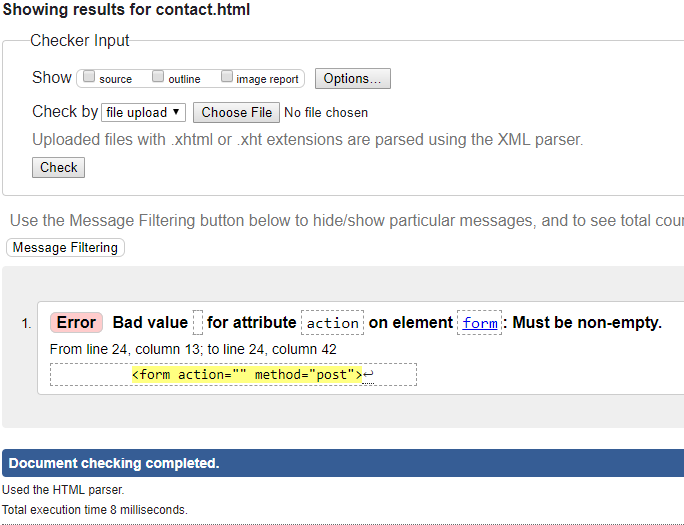 Showing results for contact.html
Checker Input
Show source outline image report Options...
Check by file upload ▼ Choose File No file chosen
Uploaded files with .xhtml or .xht extensions are parsed using the XML parser.
Check
Use the Message Filtering button below to hide/show particular messages, and to see total cou
Message Filtering
1. Error Bad value for attribute action on element form: Must be non-empty.
From line 24, column 13; to line 24, column 42
<form action="" method="post">↩
Document checking completed.
Used the HTML parser.
Total execution time 8 milliseconds.